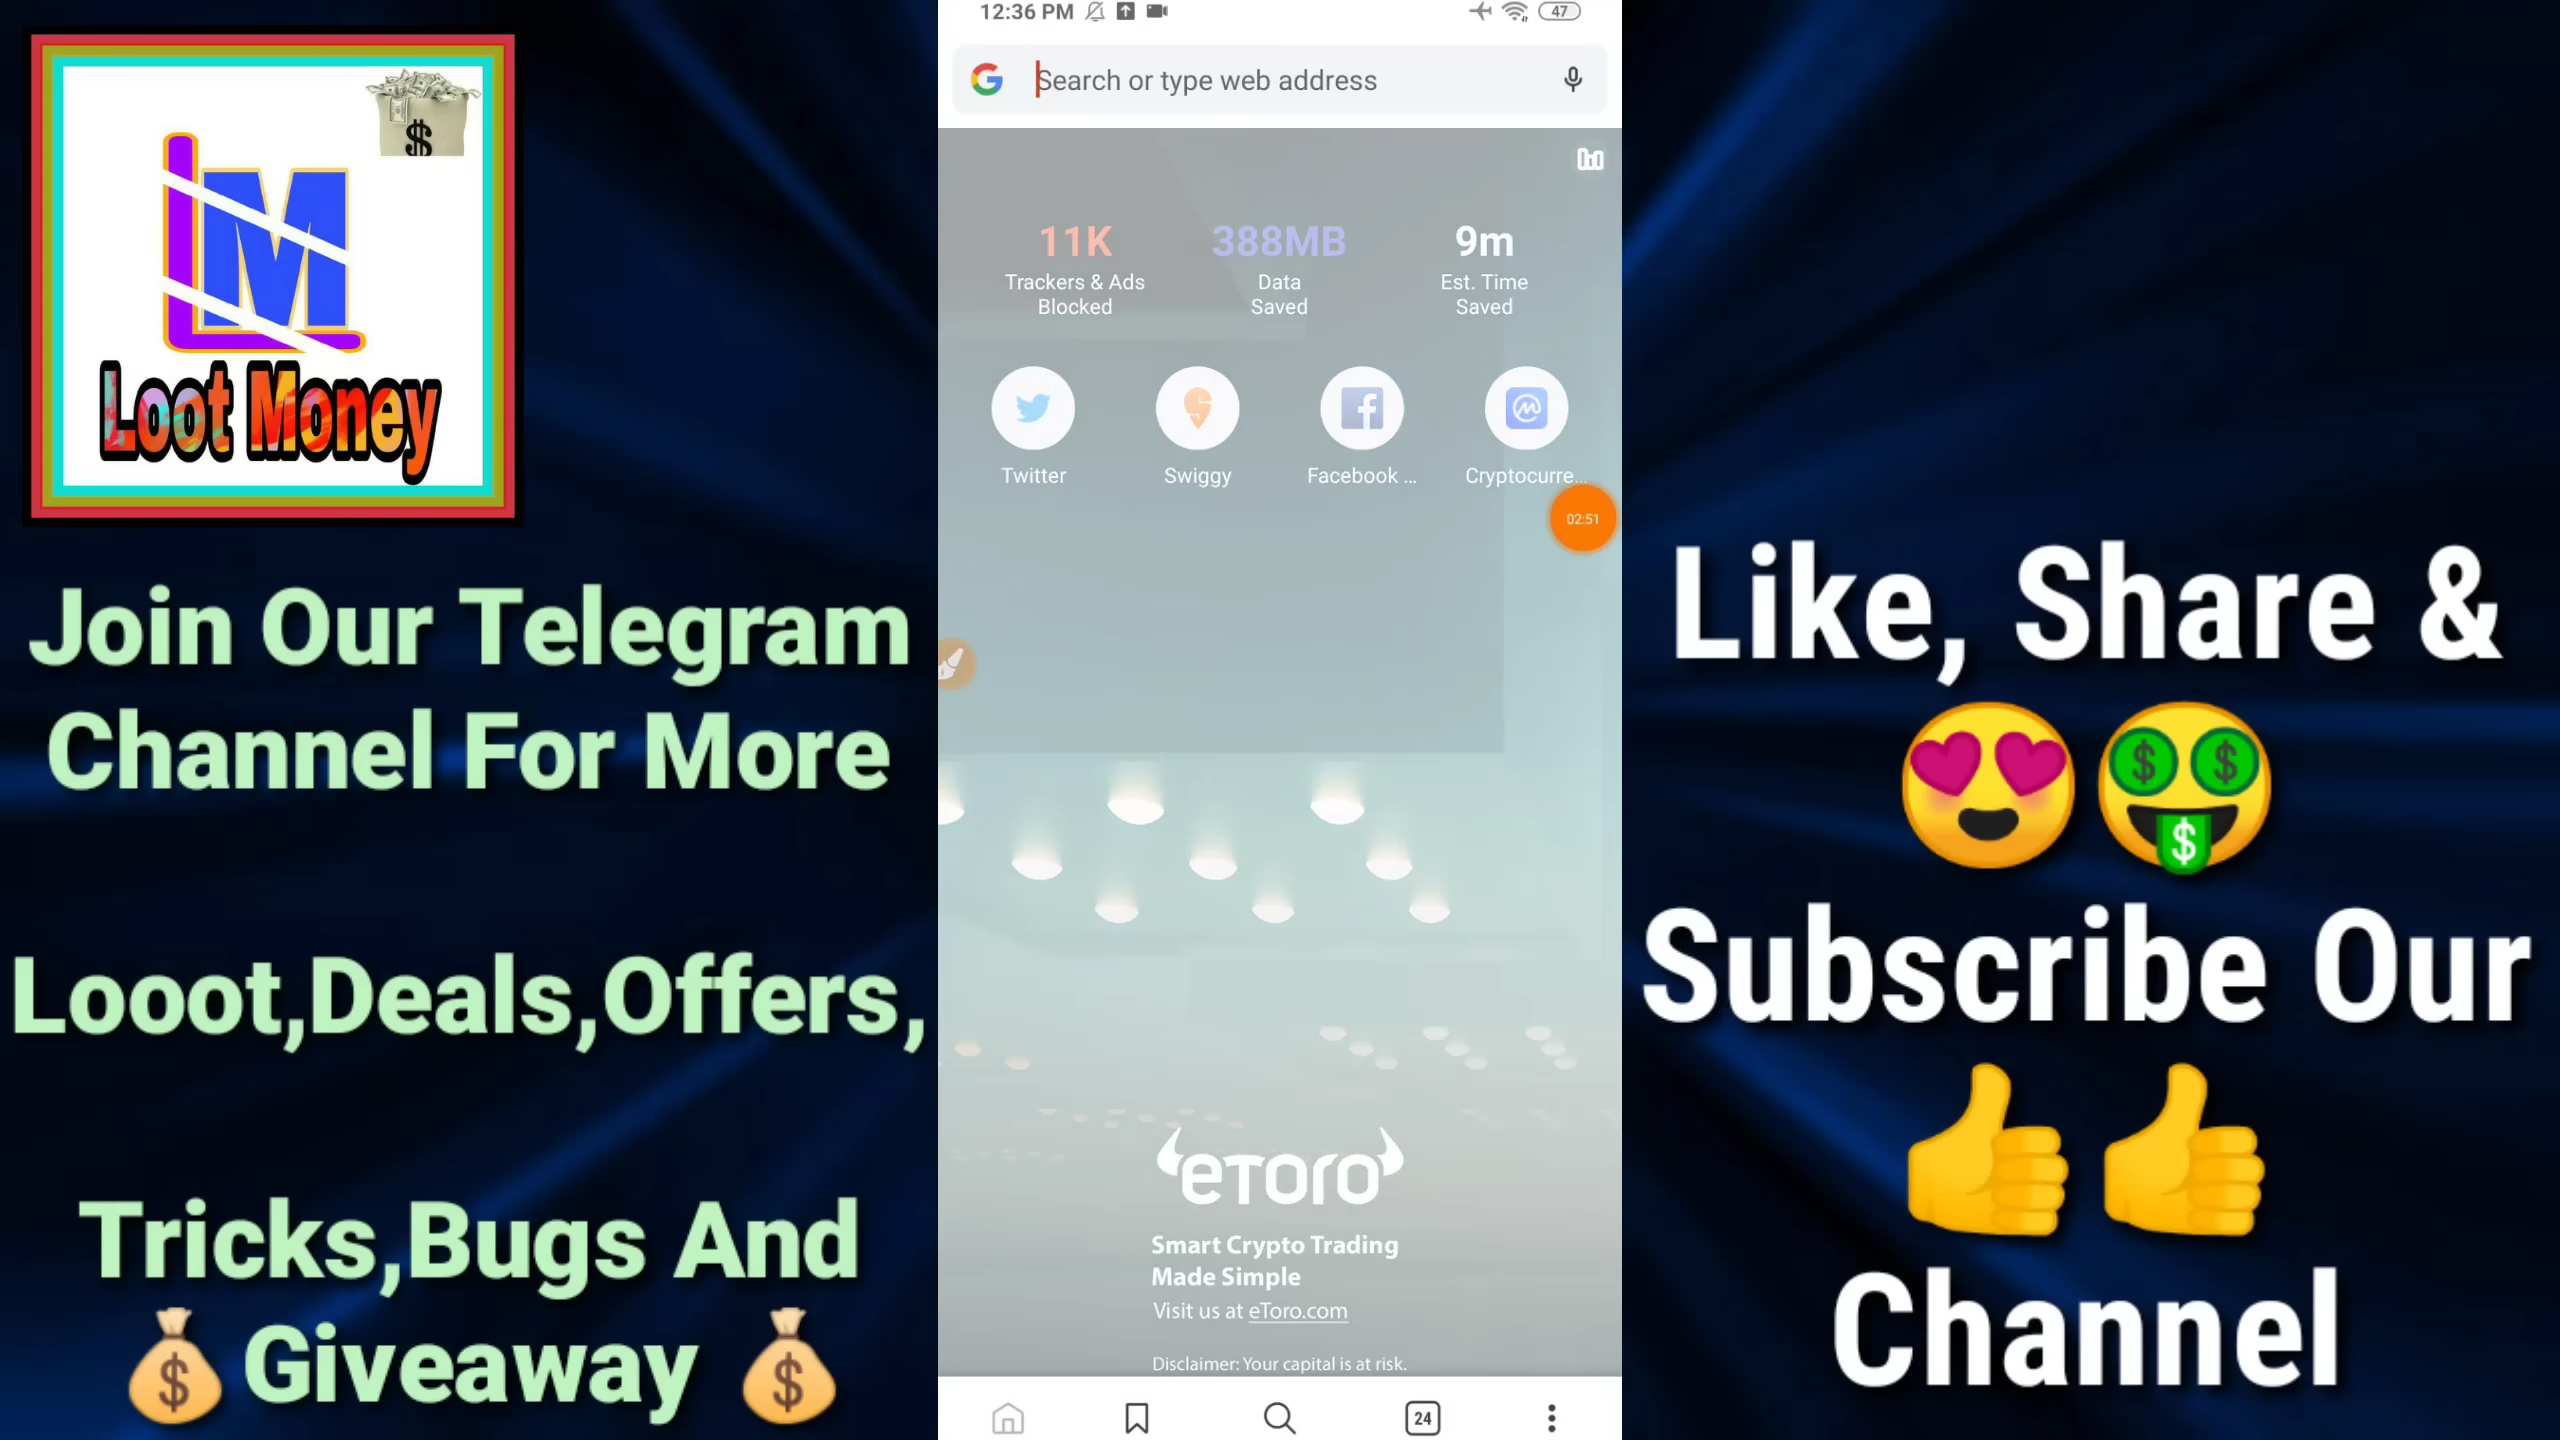 LM
Loot Money
Join Our Telegram
Channel For More
Looot,Deals,Offers,
Tricks,Bugs And
Giveaway
12:36 PM
47
Search or type web address
11K
Trackers & Ads
Blocked
388MB
Data
Saved
9m
Est. Time
Saved
Twitter
Swiggy
Facebook ...
Cryptocurre...
02:51
eToro
Smart Crypto Trading
Made Simple
Visit us at eToro.com
Disclaimer: Your capital is at risk.
24
Like, Share &
Subscribe Our
Channel